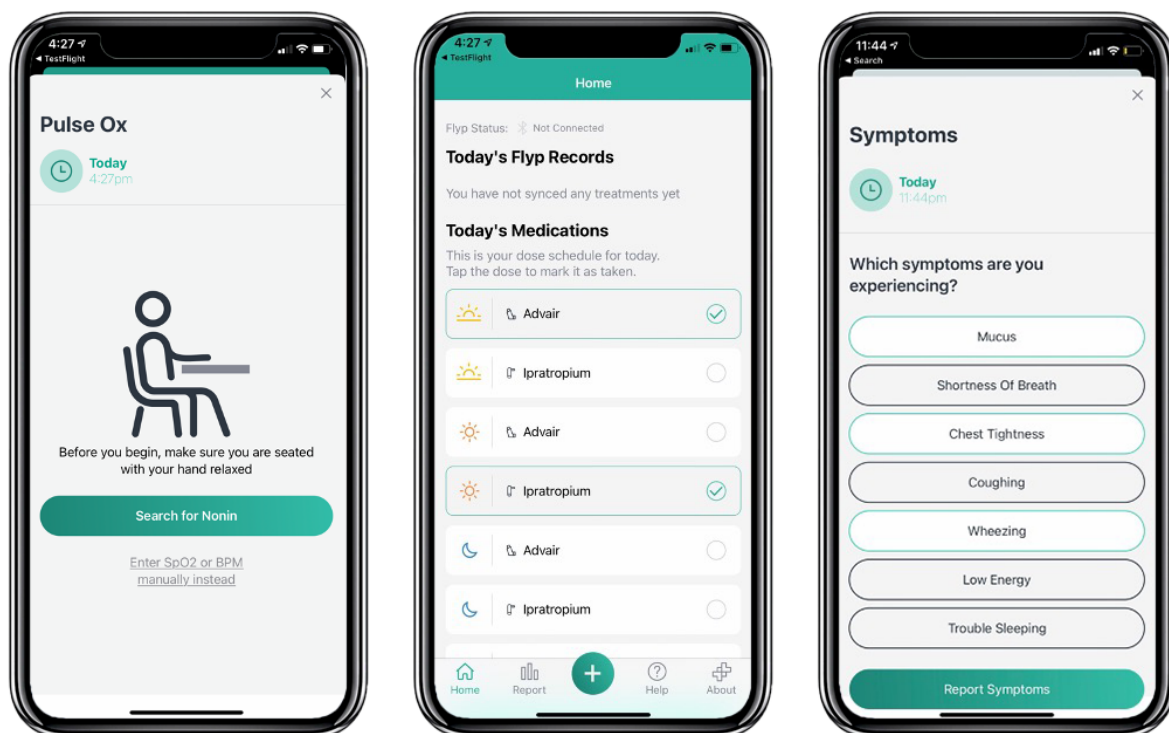 4:27
TestFlight
Pulse Ox
Today
4:27pm
Before you begin, make sure you are seated
with your hand relaxed
Search for Nonin
Enter SpO2 or BPM
manually instead
4:27
TestFlight
Home
Flyp Status: Not Connected
Today's Flyp Records
You have not synced any treatments yet
Today's Medications
This is your dose schedule for today.
Tap the dose to mark it as taken.
Advair
Ipratropium
Advair
Ipratropium
Advair
Ipratropium
Home Report Help About
11:44
Search
Symptoms
Today
11:44pm
Which symptoms are you
experiencing?
Mucus
Shortness Of Breath
Chest Tightness
Coughing
Wheezing
Low Energy
Trouble Sleeping
Report Symptoms